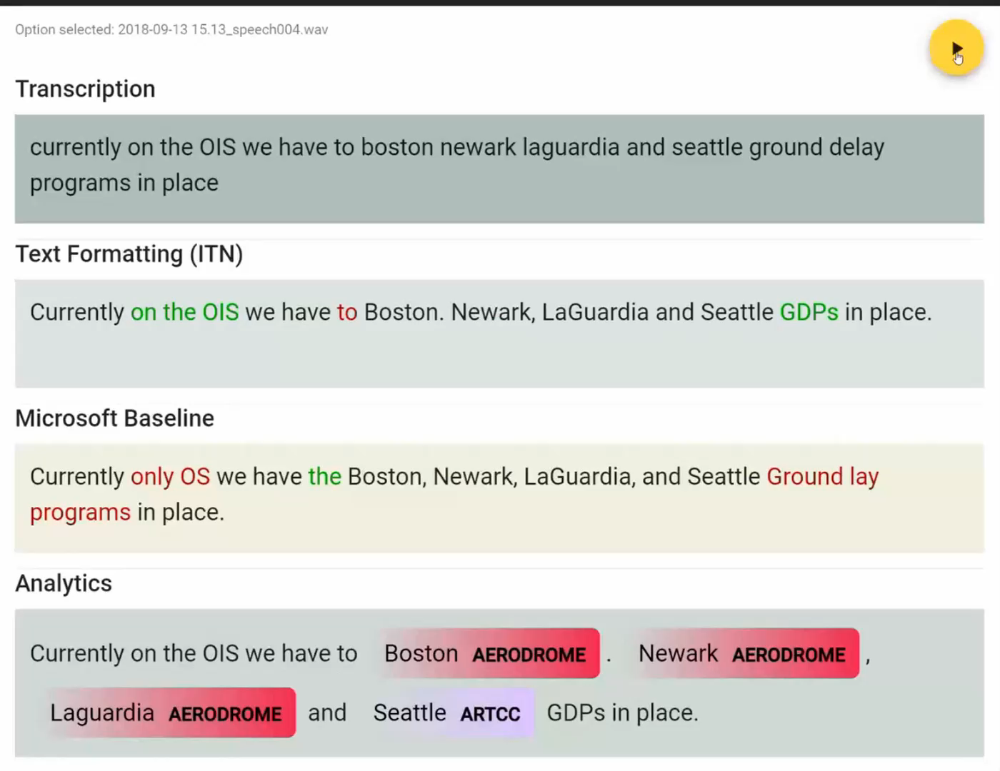 Option selected: 2018-09-13 15.13_speech004.wav
Transcription
currently on the OIS we have to boston newark laguardia and seattle ground delay
programs in place
Text Formatting (ITN)
Currently on the OIS we have to Boston. Newark, LaGuardia and Seattle GDPs in place.
Microsoft Baseline
Currently only OS we have the Boston, Newark, LaGuardia, and Seattle Ground lay
programs in place.
Analytics
Currently on the OIS we have to Boston AERODROME . Newark AERODROME ,
Laguardia AERODROME and Seattle ARTCC GDPs in place.